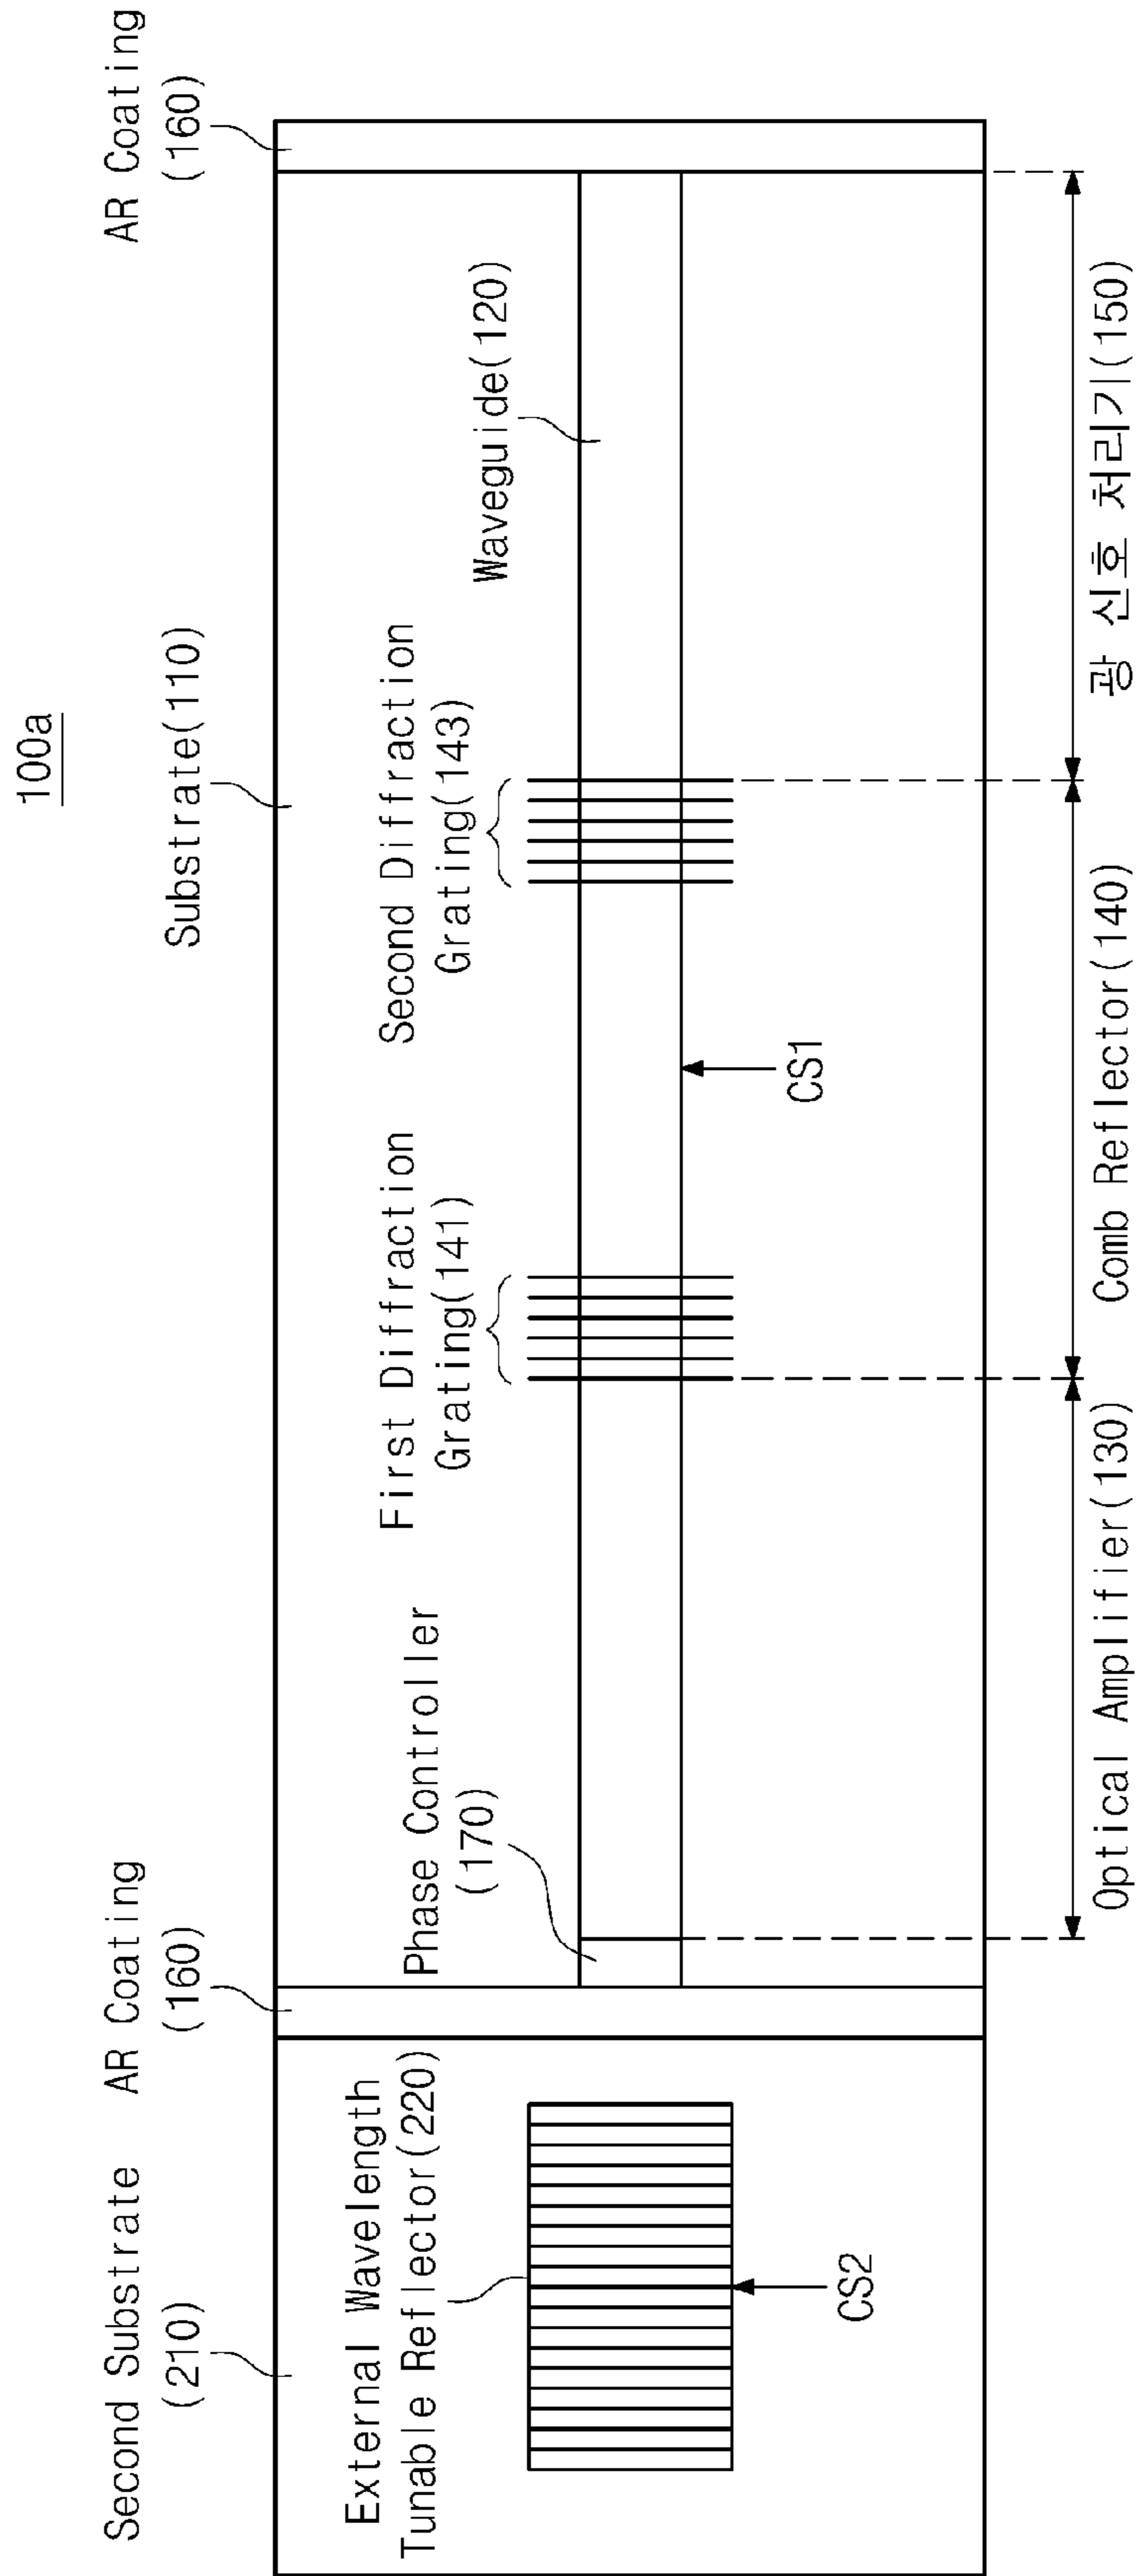 100a
Second Substrate
(210)
AR Coating
(160)
Substrate(110)
AR Coating
(160)
External Wavelength
Tunable Reflector(220)
Phase Controller
(170)
First Diffraction
Grating(141)
Second Diffraction
Grating(143)
Waveguide(120)
CS2
CS1
Optical Amplifier(130)
Comb Reflector(140)
광 신호 처리기(150)